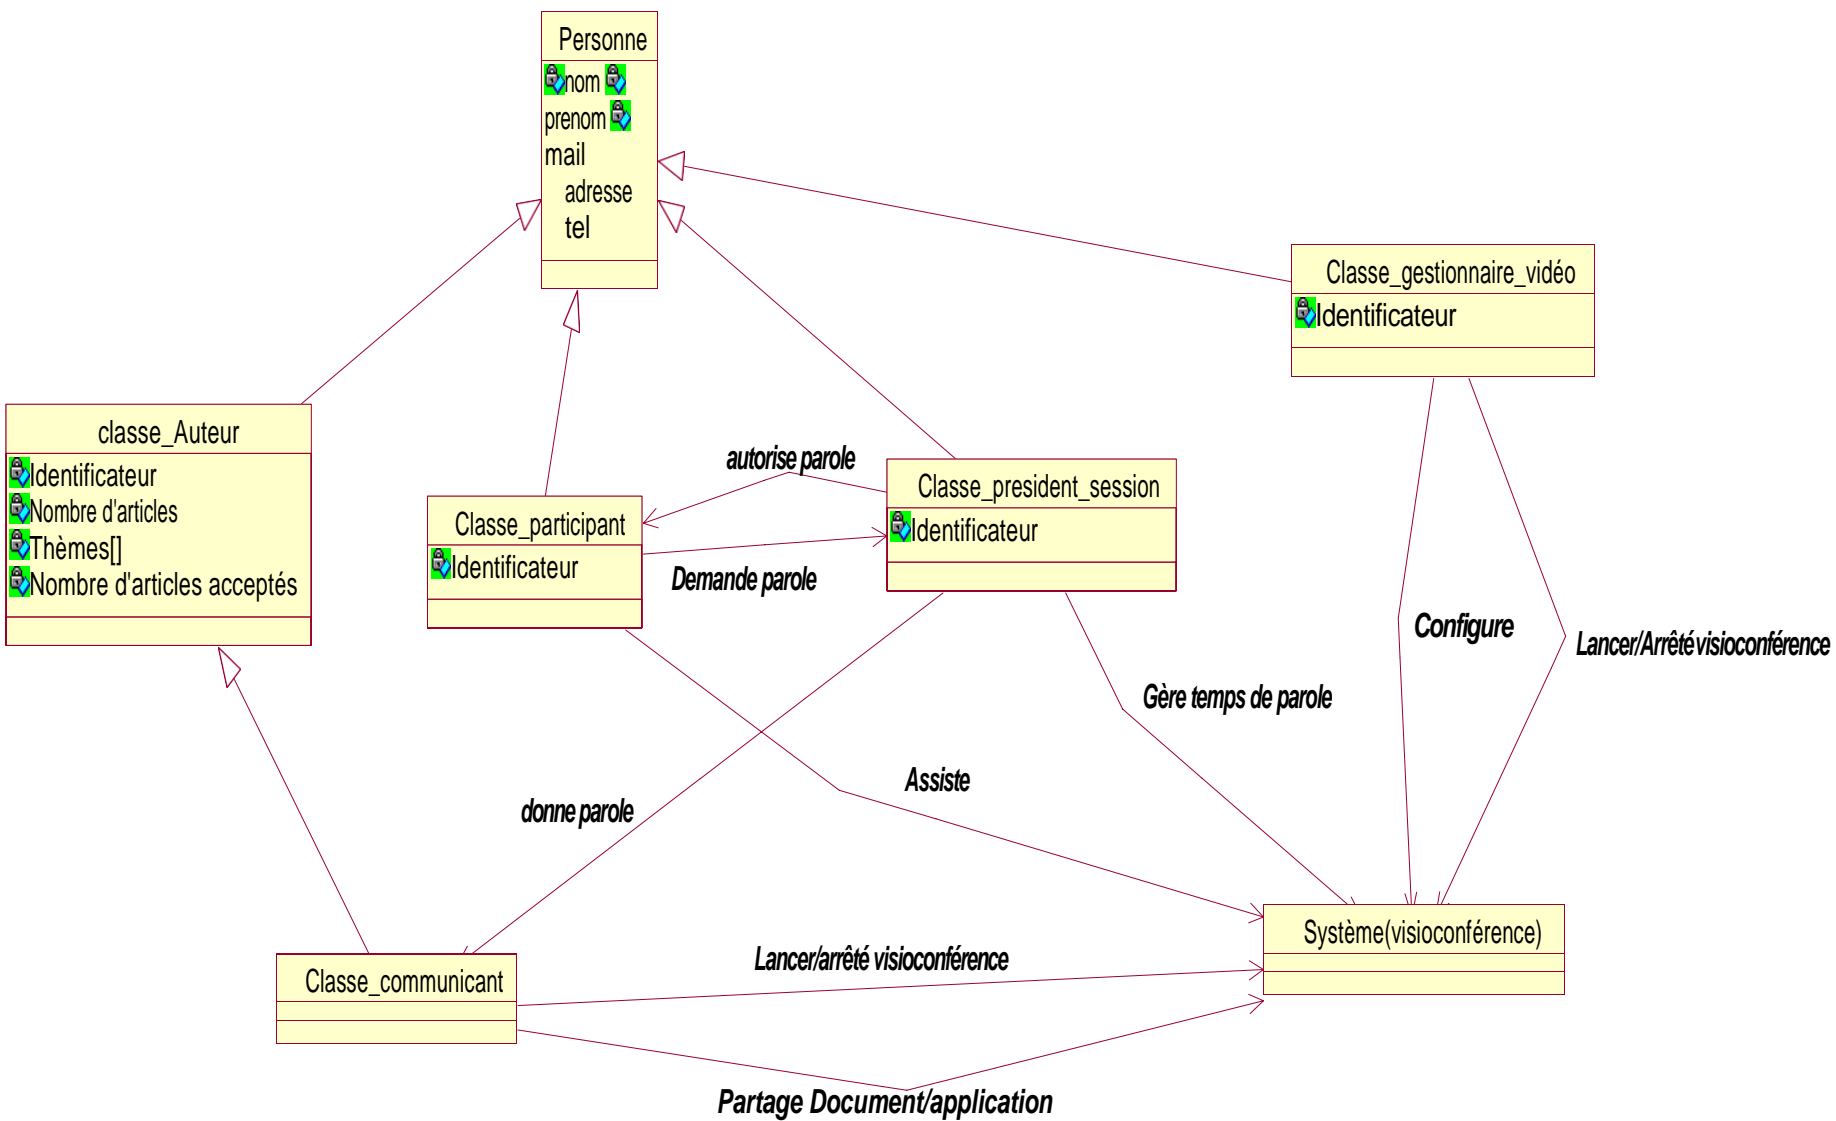 Personne
nom
prenom
mail
adresse
tel
Classe_gestionnaire_vidéo
Identificateur
classe_Auteur
Identificateur
Nombre d'articles
Thèmes[]
Nombre d'articles acceptés
autorise parole
Classe_president_session
Identificateur
Classe_participant
Identificateur
Demande parole
Configure
Lancer/Arrêté visioconférence
Gère temps de parole
Assiste
donne parole
Système(visioconférence)
Lancer/arrêté visioconférence
Classe_communicant
Partage Document/application